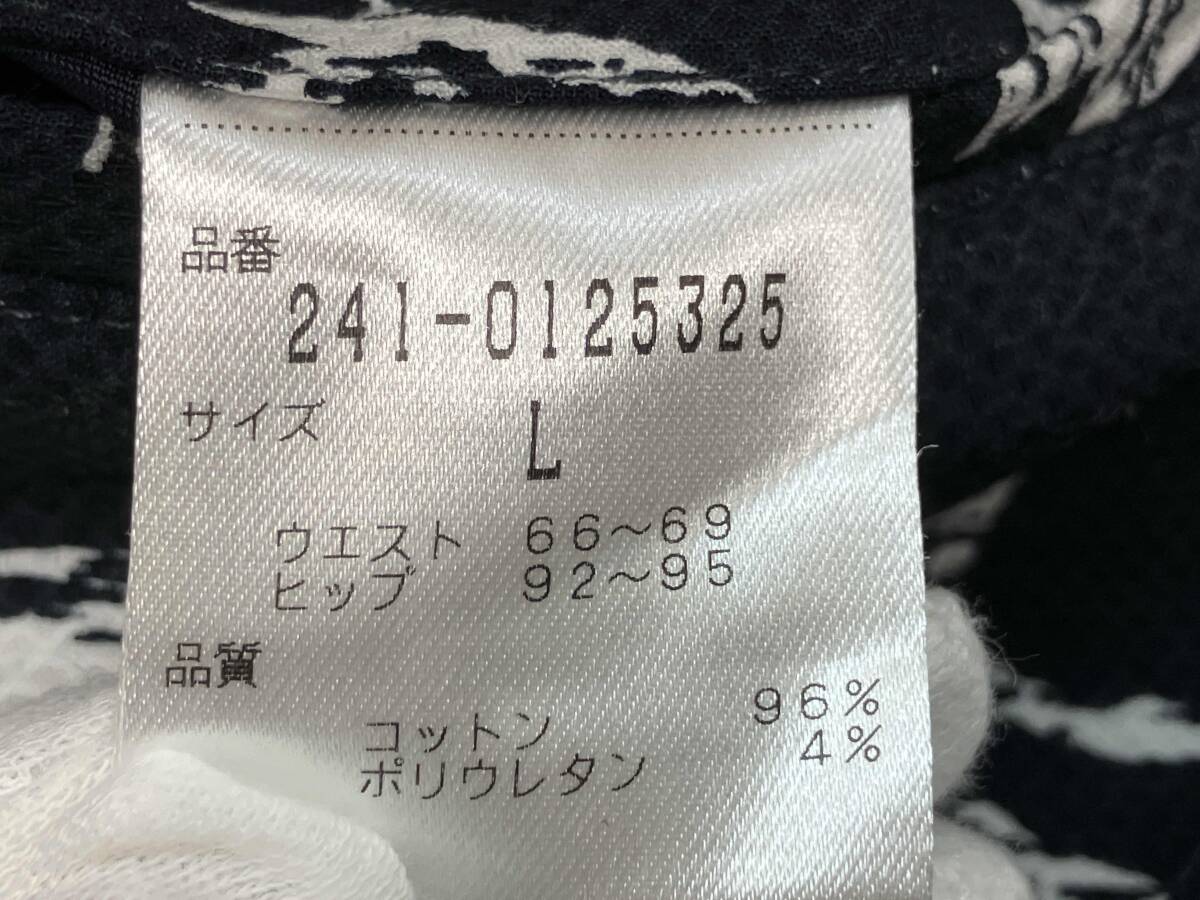 品番
241-0125325
サイズ L
ウエスト 66～69
ヒップ 92～95
品質
コットン 96%
ポリウレタン 4%